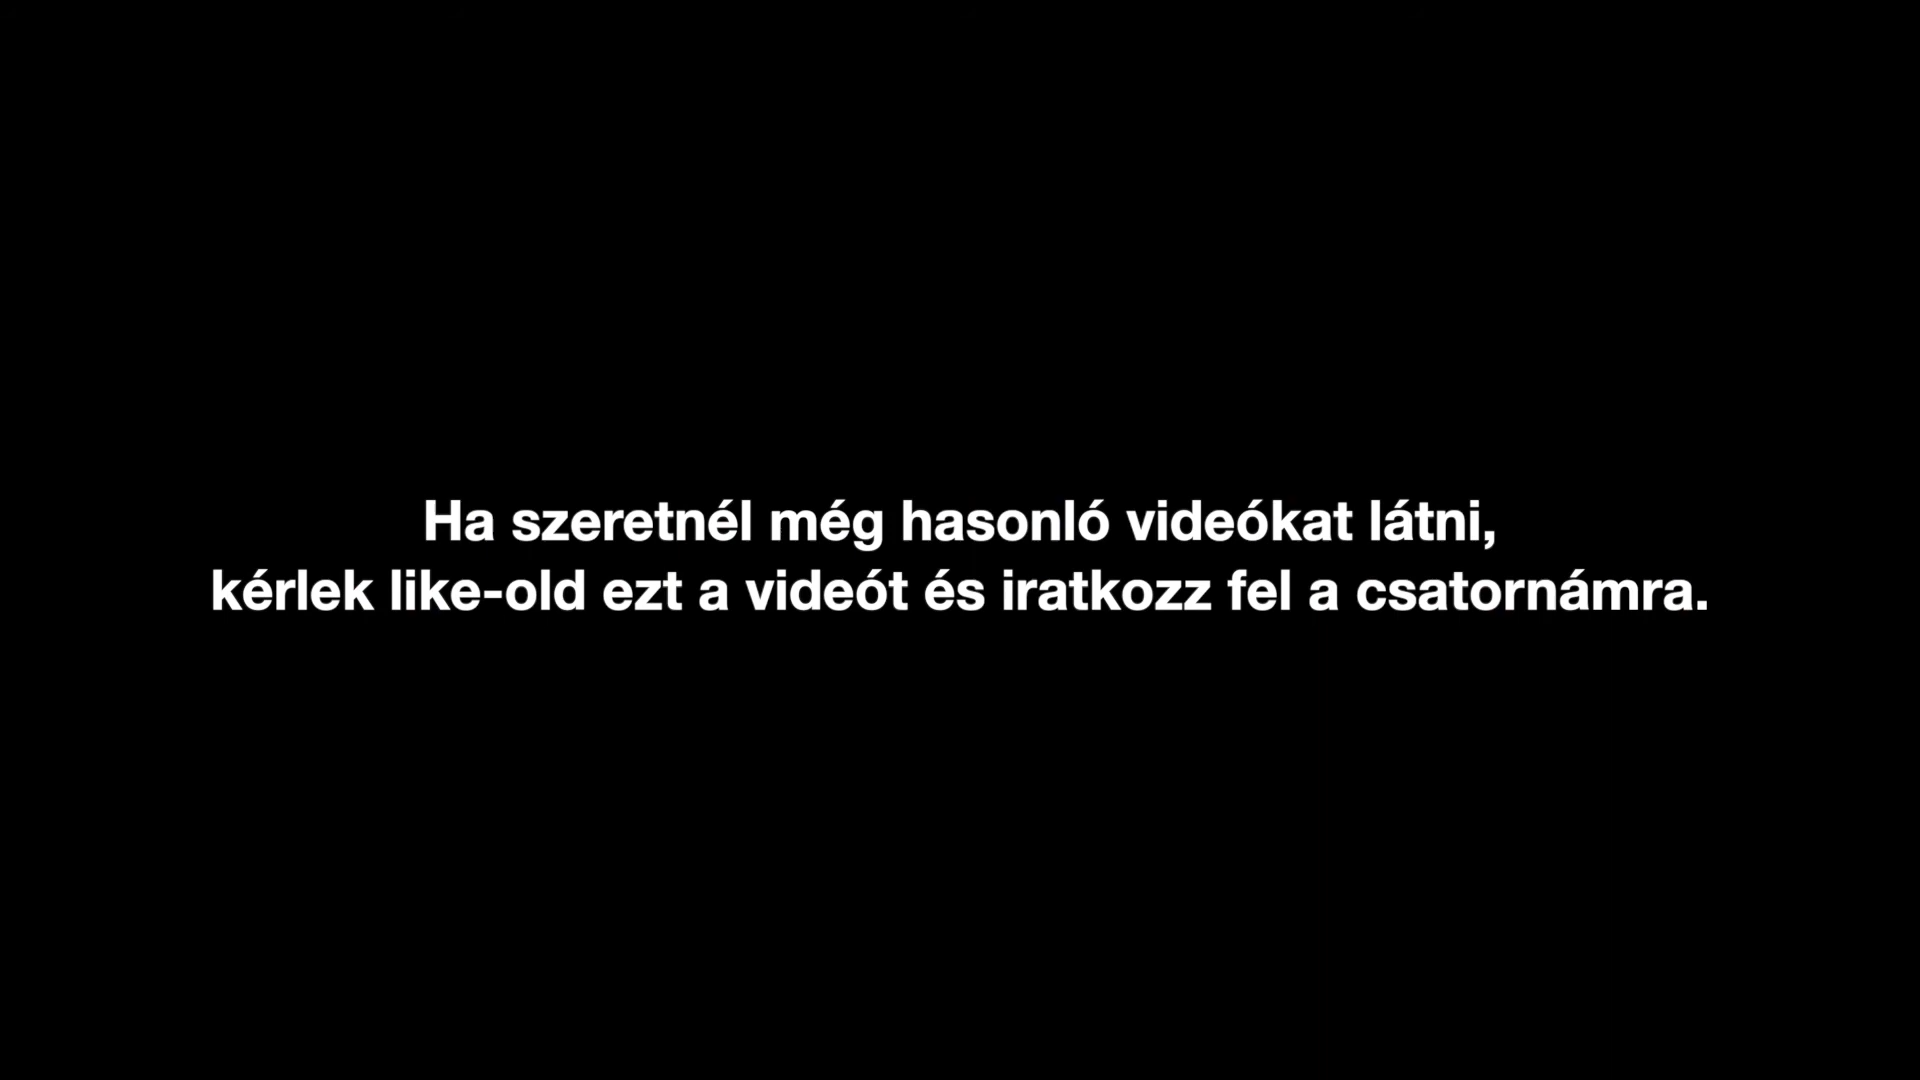 Ha szeretnél még hasonló videókat látni,
kérlek like-old ezt a videót és iratkozz fel a csatornámra.